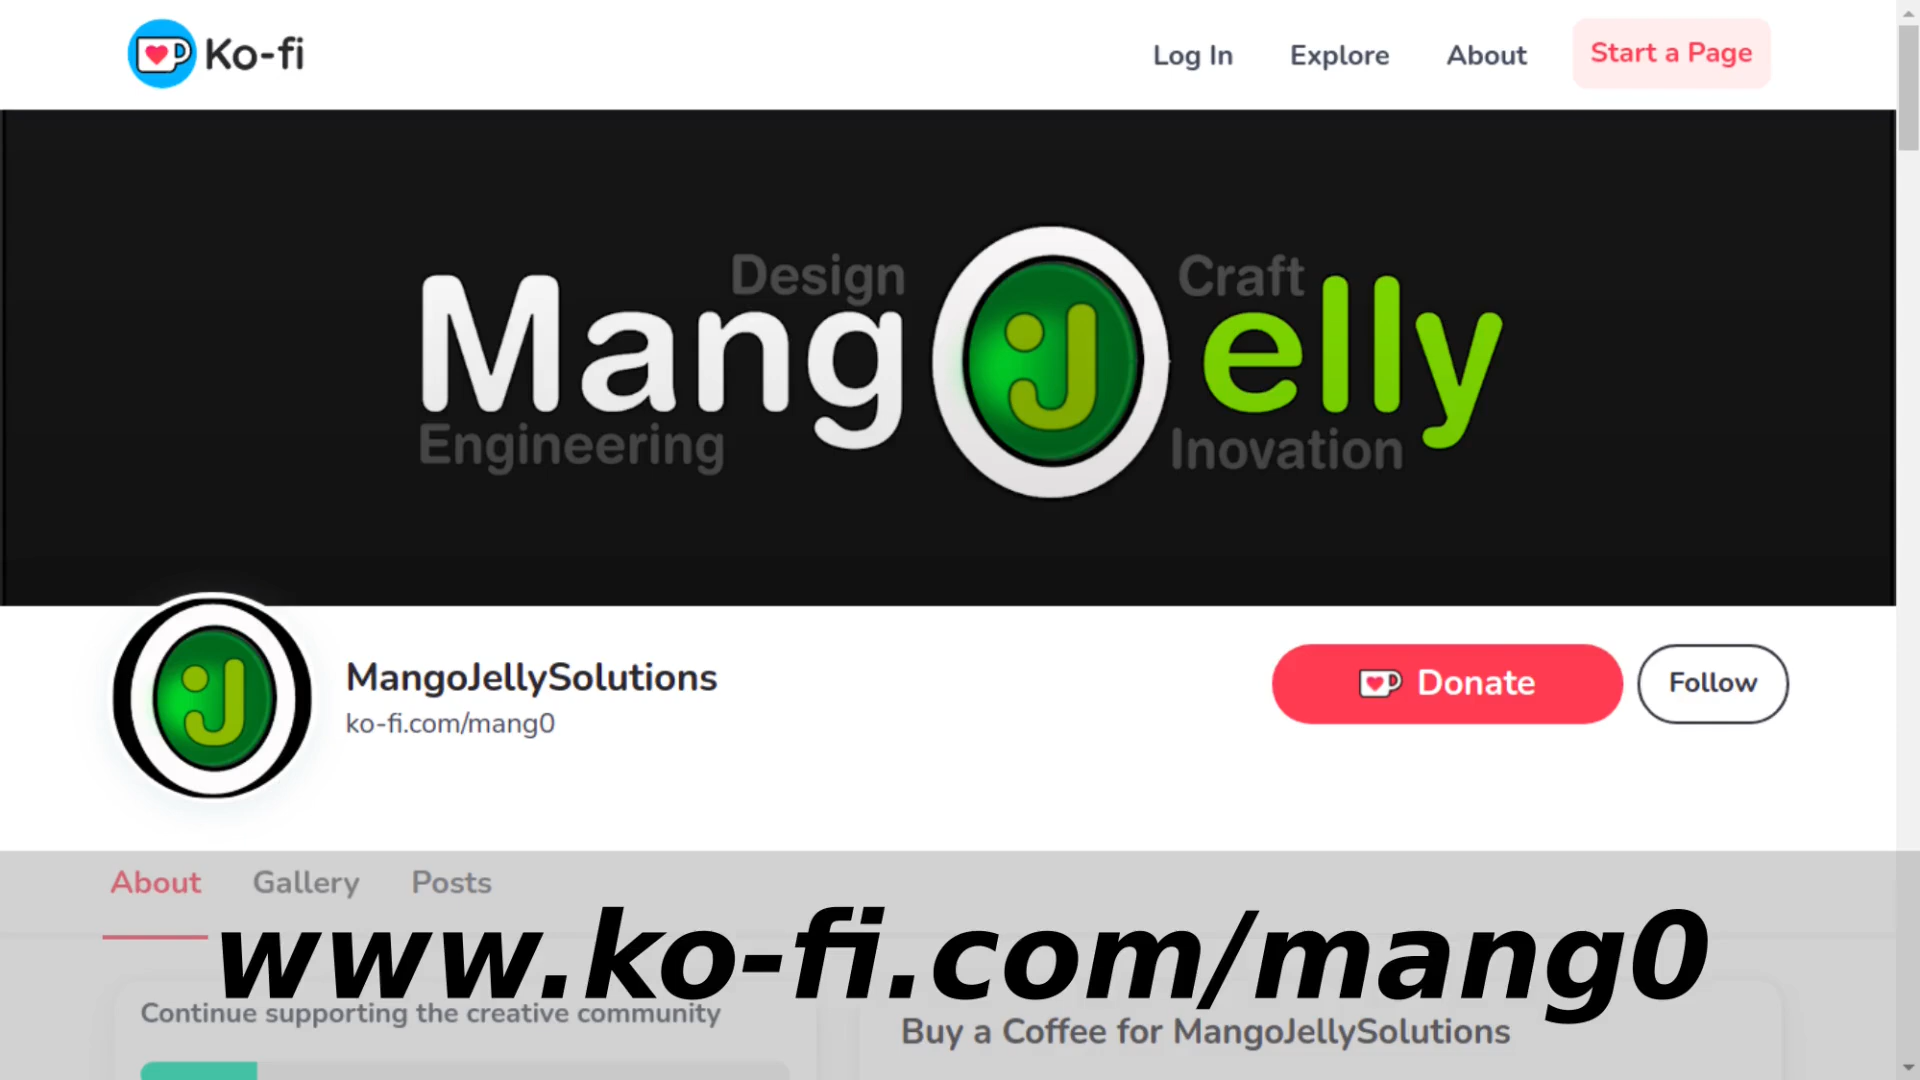 Ko-fi
Log In Explore About Start a Page
Design Craft
Mang J elly
Engineering Inovation
MangoJellySolutions
ko-fi.com/mang0
Donate Follow
About Gallery Posts
www.ko-fi.com/mang0
Continue supporting the creative community
Buy a Coffee for MangoJellySolutions